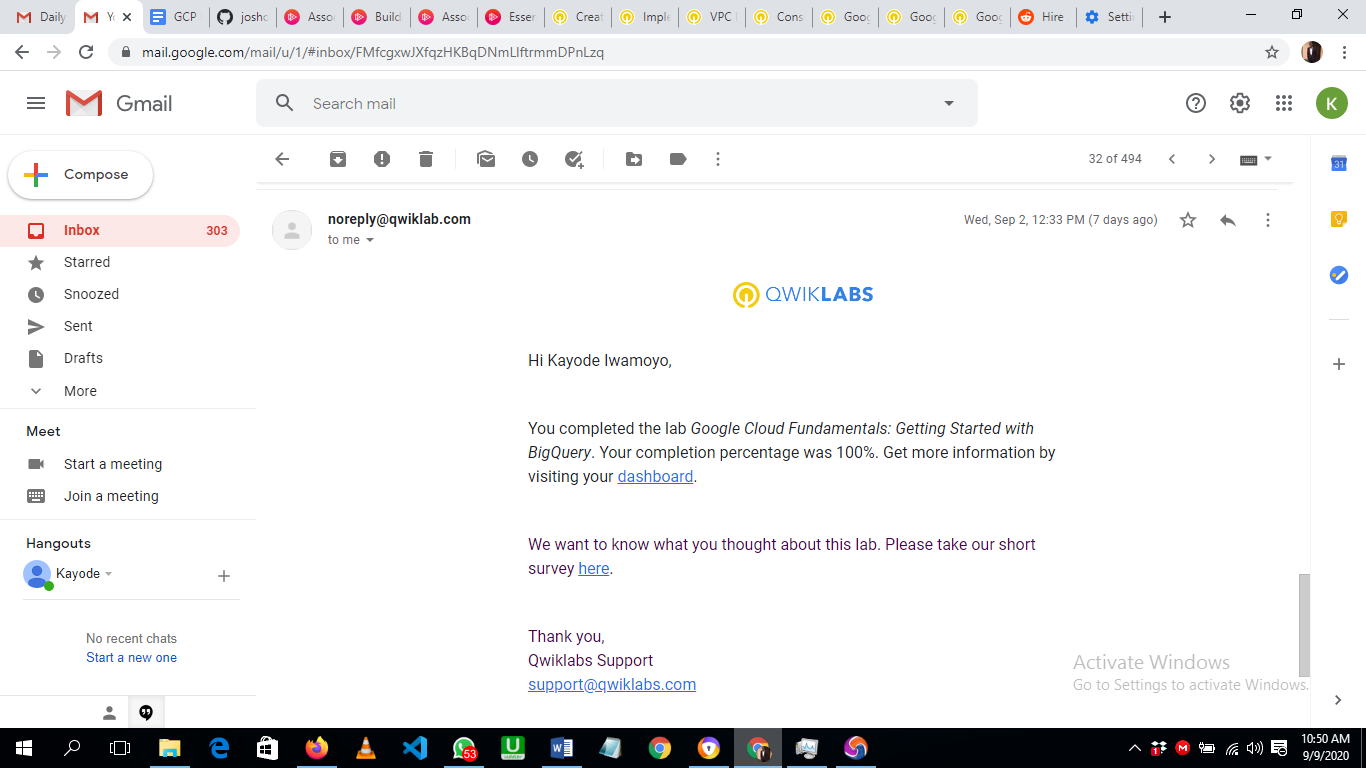 Daily
Yo
GCP
josho
Assoc
Build
Assoc
Essen
Creat
Imple
VPC
Cons
Goog
Goog
Goog
Hire
Settin
mail.google.com/mail/u/1/#inbox/FMfcgxwJXfqzHKBqDNmLlftrmmDPnLzq
Gmail
Search mail
K
Compose
32 of 494
31
Inbox 303
Starred
Snoozed
Sent
Drafts
More
Meet
Start a meeting
Join a meeting
Hangouts
Kayode
No recent chats
Start a new one
noreply@qwiklab.com
Wed, Sep 2, 12:33 PM (7 days ago)
to me
QWIKLABS
Hi Kayode Iwamoyo,
You completed the lab Google Cloud Fundamentals: Getting Started with
BigQuery. Your completion percentage was 100%. Get more information by
visiting your dashboard.
We want to know what you thought about this lab. Please take our short
survey here.
Thank you,
Qwiklabs Support
support@qwiklabs.com
Activate Windows
Go to Settings to activate Windows.
53
10:50 AM
9/9/2020